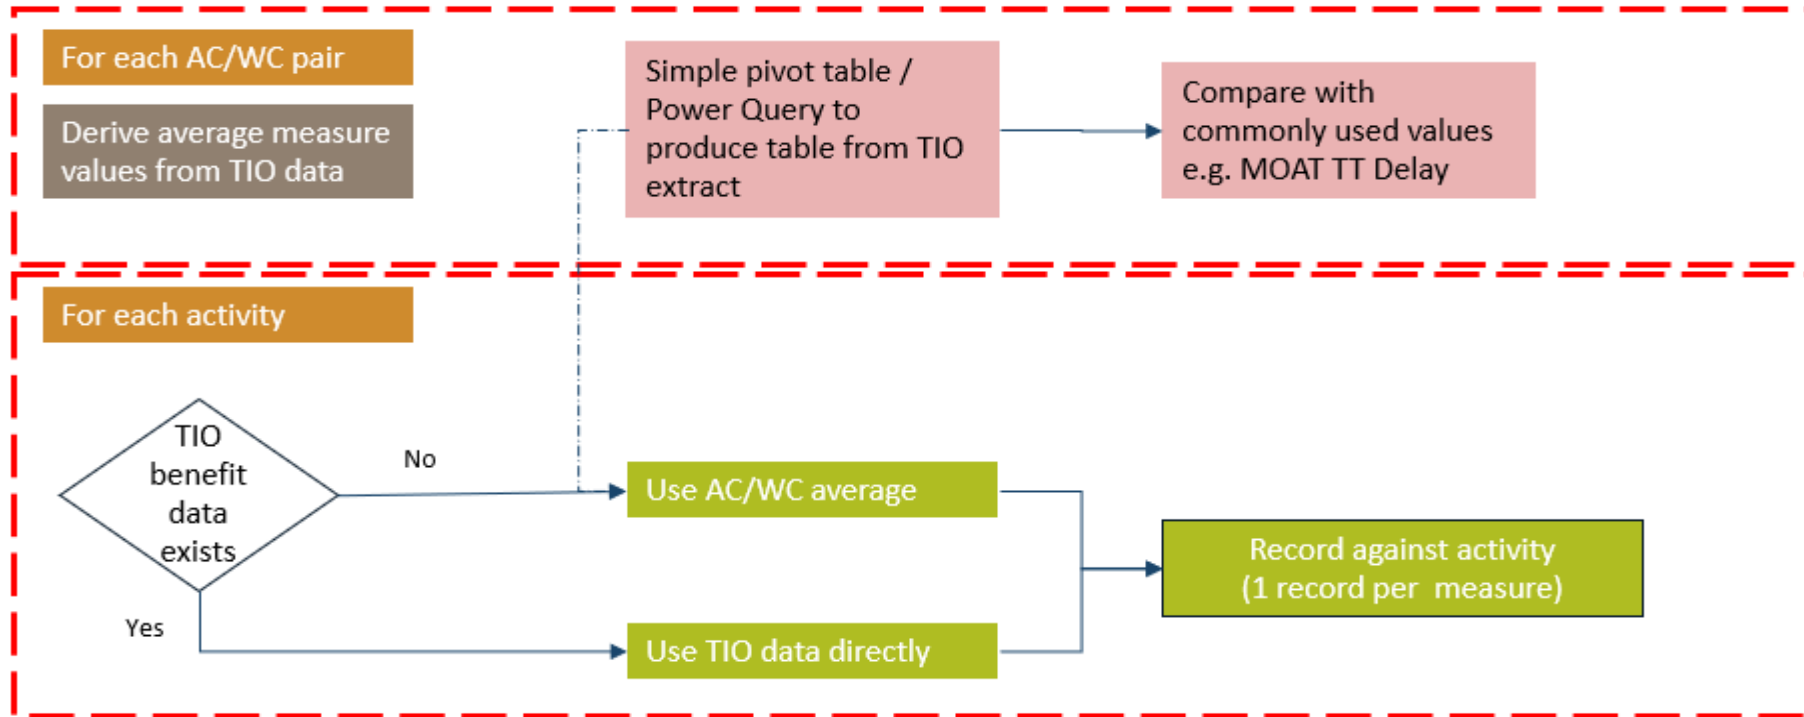 For each AC/WC pair
Derive average measure
values from TIO data
Simple pivot table /
Power Query to
produce table from TIO
extract
Compare with
commonly used values
e.g. MOAT TT Delay
For each activity
TIO
benefit
data
exists
No
Yes
Use AC/WC average
Use TIO data directly
Record against activity
(1 record per measure)